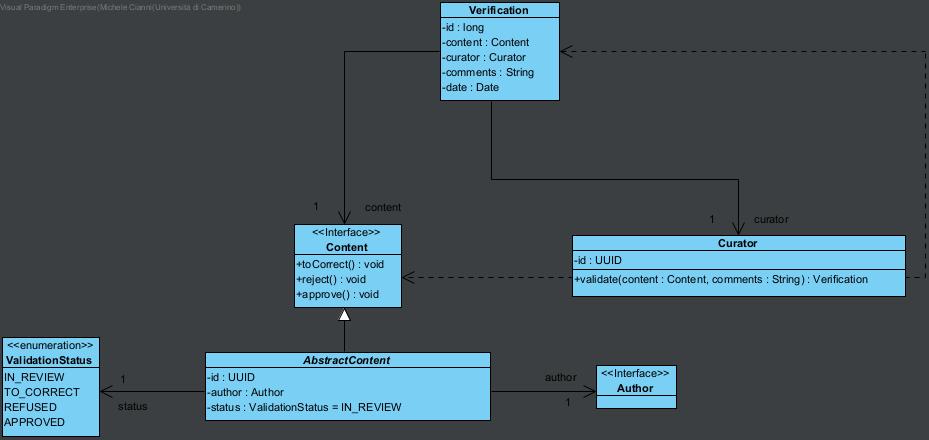 Visual Paradigm Enterprise(Michele Cianni(Università di Camerino))
Verification
-id : long
-content : Content
-curator : Curator
-comments : String
-date : Date
1
content
1
curator
<<Interface>>
Content
+toCorrect() : void
+reject() : void
+approve() : void
Curator
-id : UUID
+validate(content : Content, comments : String) : Verification
<<enumeration>>
ValidationStatus
IN_REVIEW
TO_CORRECT
REFUSED
APPROVED
1
status
AbstractContent
-id : UUID
-author : Author
-status : ValidationStatus = IN_REVIEW
author
1
<<Interface>>
Author